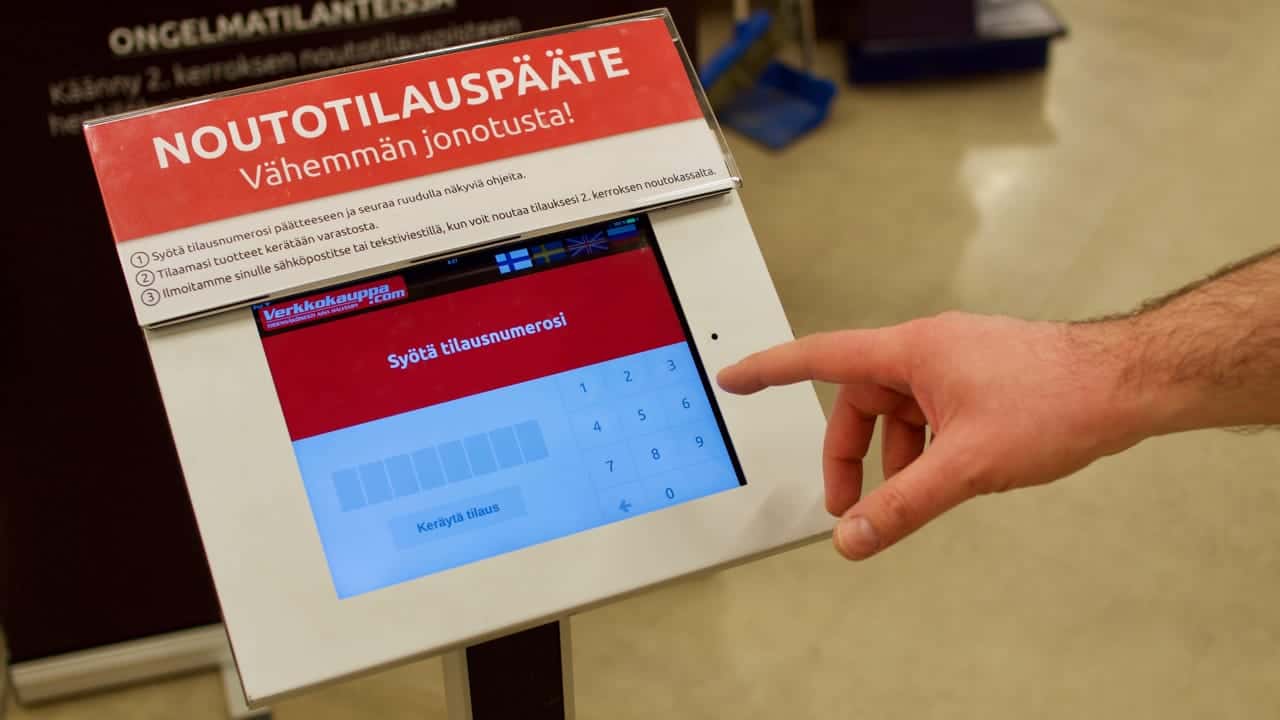 ONGELMATILANTEISSA
Käänny 2. kerroksen noutotilauspisteen
NOUTOTILAUSPÄÄTE
Vähemmän jonotusta!
1 Syötä tilausnumerosi päätteeseen ja seuraa ruudulla näkyviä ohjeita.
2 Tilaamasi tuotteet kerätään varastosta.
3 Ilmoitamme sinulle sähköpostitse tai tekstiviestillä, kun voit noutaa tilauksesi 2. kerroksen noutokassalta.
Verkkokauppa
.com
Syötä tilausnumerosi
1 2 3
4 5 6
7 8 9
← 0
Keräytä tilaus